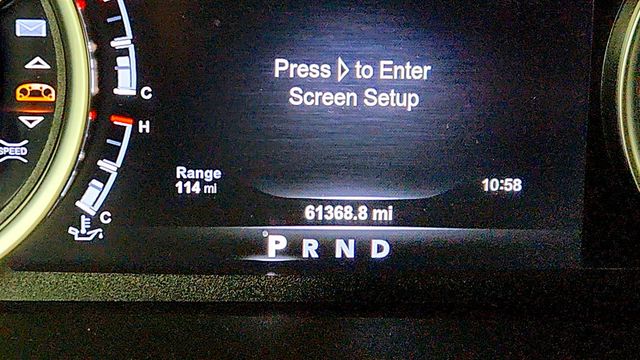 Press ▷ to Enter
Screen Setup
C
H
SPEED
Range
114 mi
10:58
C
61368.8 mi
P R N D